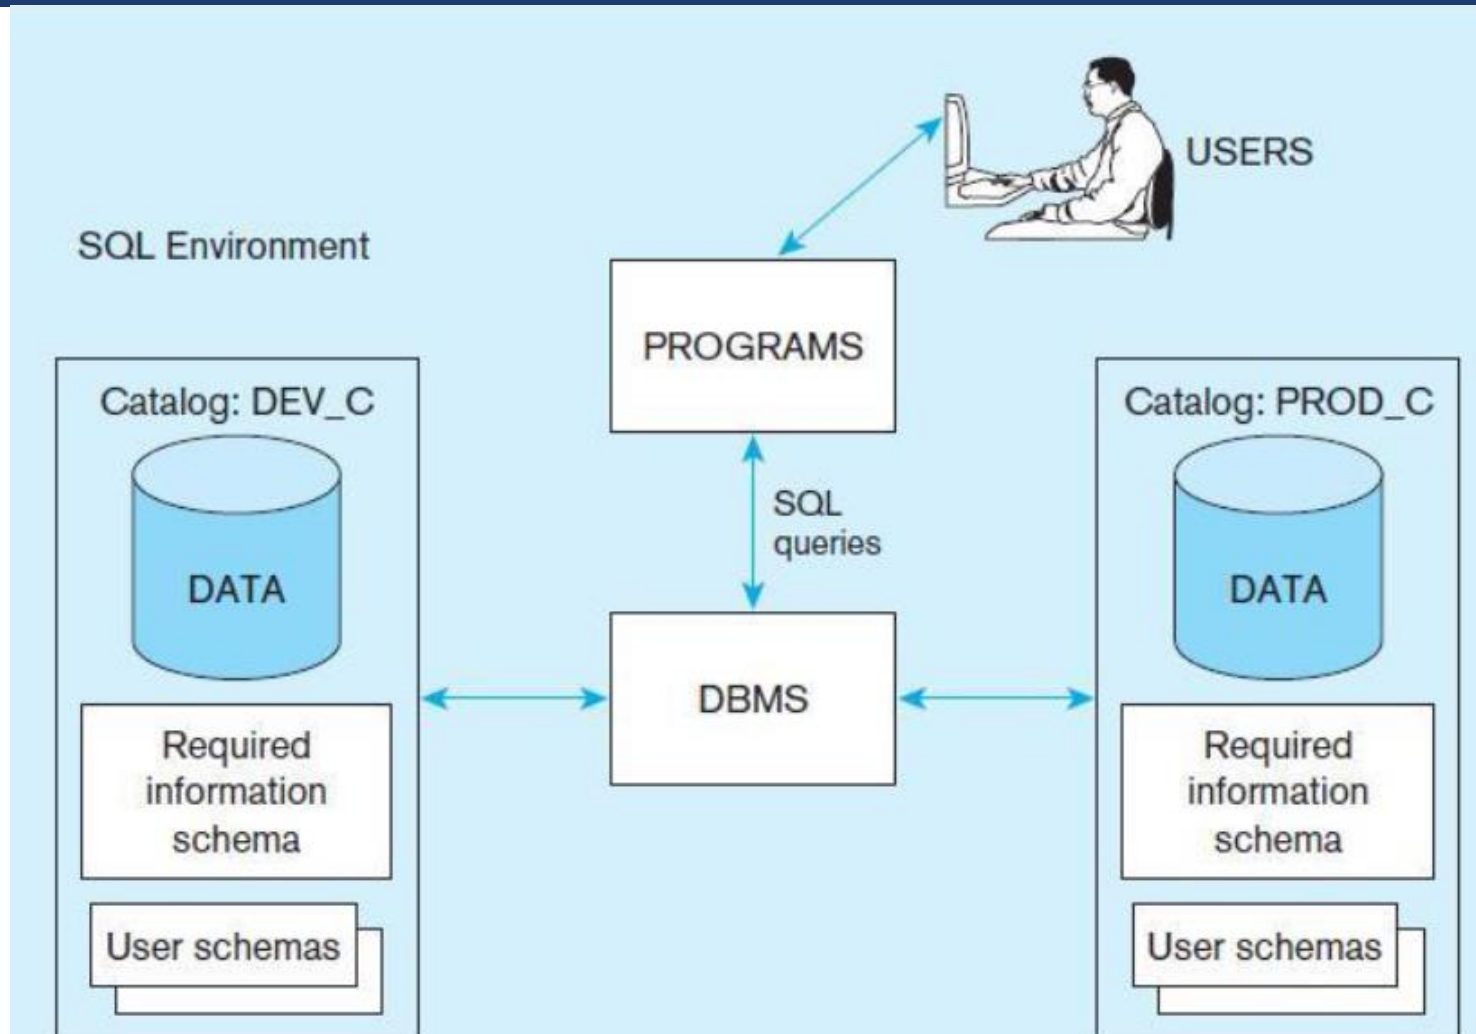 USERS
SQL Environment
PROGRAMS
Catalog: DEV_C
Catalog: PROD_C
SQL
queries
DATA
DATA
DBMS
Required
information
schema
Required
information
schema
User schemas
User schemas